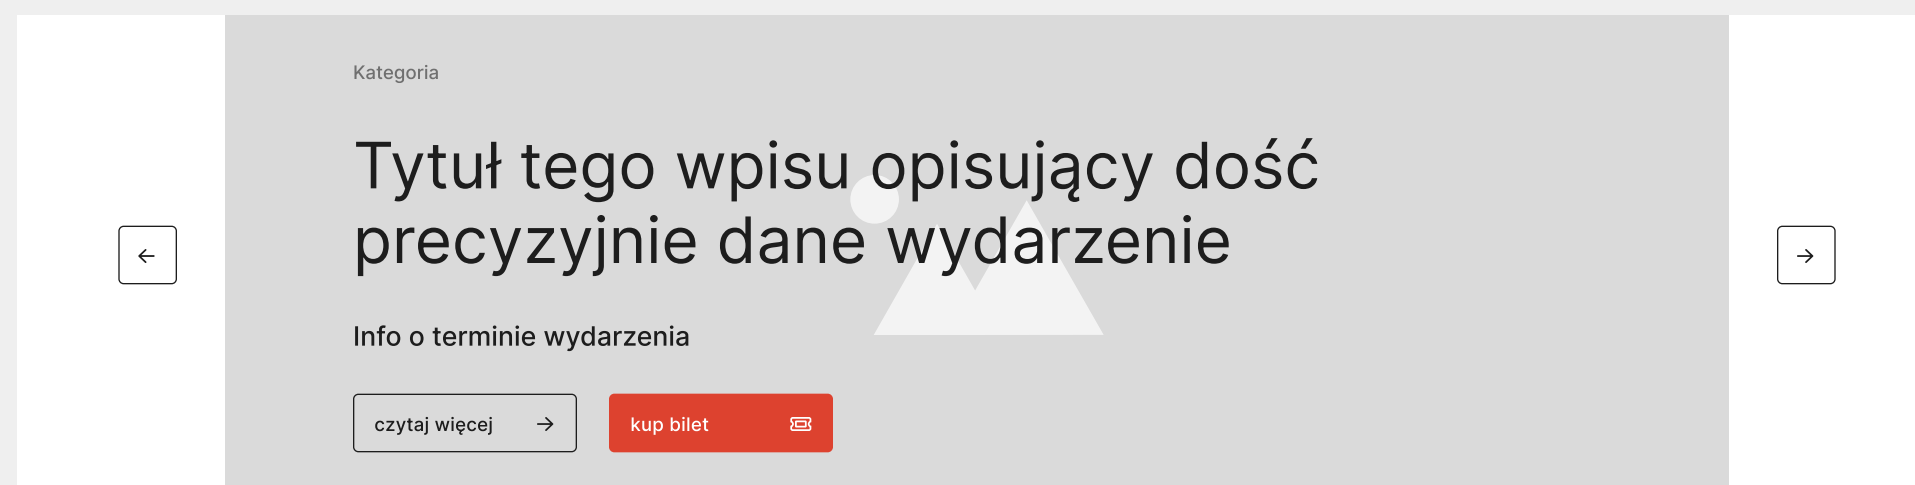 Kategoria
Tytuł tego wpisu opisujący dość
precyzyjnie dane wydarzenie
Info o terminie wydarzenia
czytaj więcej
kup bilet